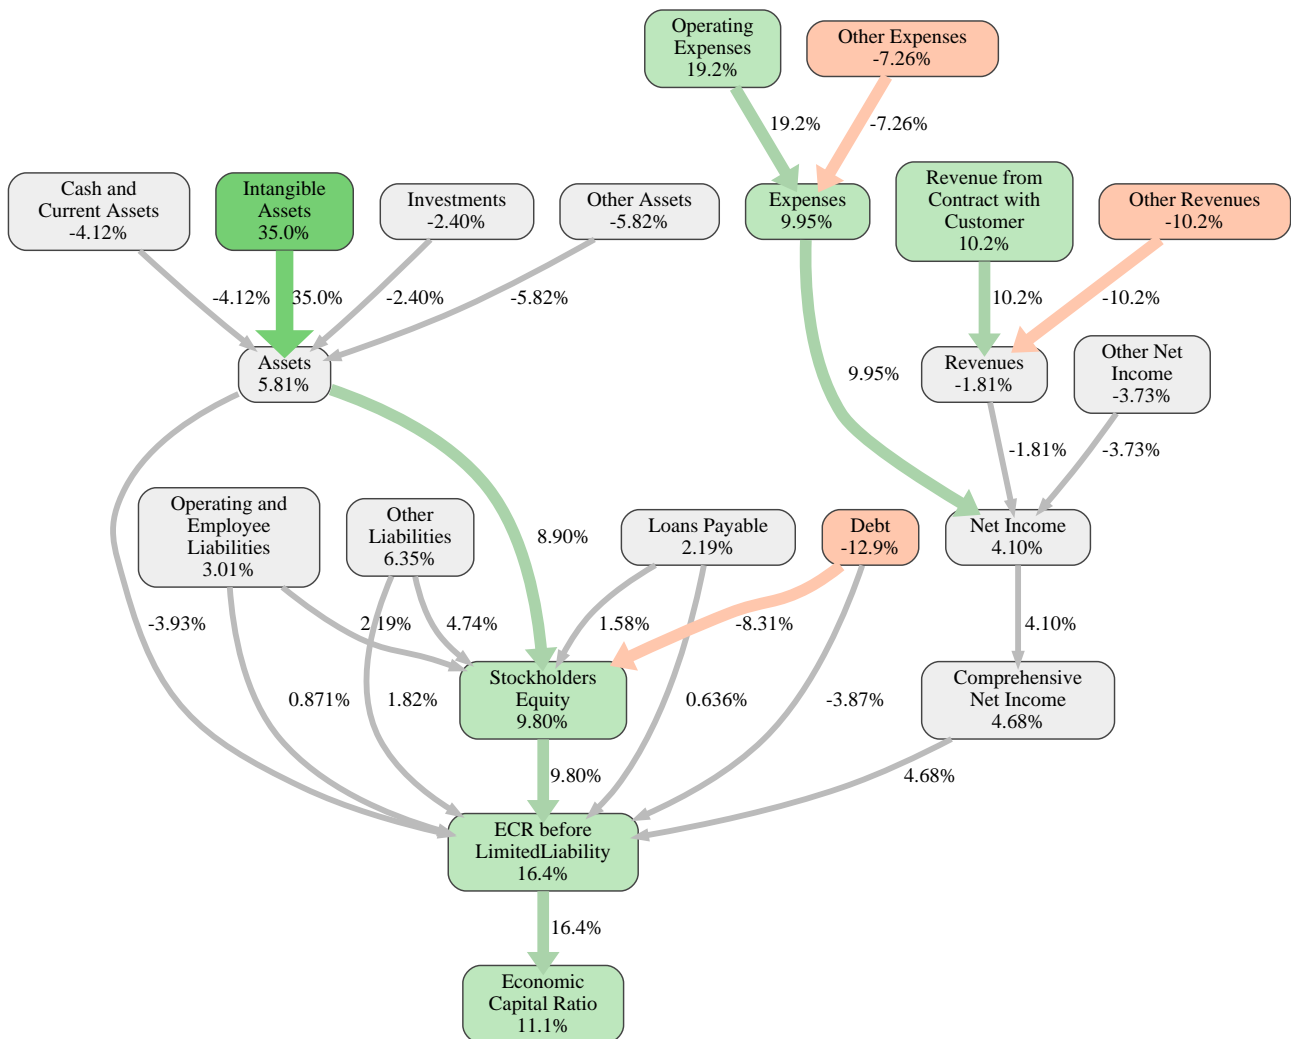 Operating
Expenses
19.2%
Other Expenses
-7.26%
19.2%
-7.26%
Cash and
Current Assets
-4.12%
Intangible
Assets
35.0%
Investments
-2.40%
Other Assets
-5.82%
Expenses
9.95%
Revenue from
Contract with
Customer
10.2%
Other Revenues
-10.2%
-4.12%
35.0%
-2.40%
-5.82%
10.2%
-10.2%
Assets
5.81%
9.95%
Revenues
-1.81%
Other Net
Income
-3.73%
-1.81%
-3.73%
Operating and
Employee
Liabilities
3.01%
Other
Liabilities
6.35%
8.90%
Loans Payable
2.19%
Debt
-12.9%
Net Income
4.10%
-3.93%
2.19%
4.74%
1.58%
-8.31%
4.10%
0.871%
1.82%
Stockholders
Equity
9.80%
0.636%
-3.87%
Comprehensive
Net Income
4.68%
9.80%
4.68%
ECR before
LimitedLiability
16.4%
16.4%
Economic
Capital Ratio
11.1%